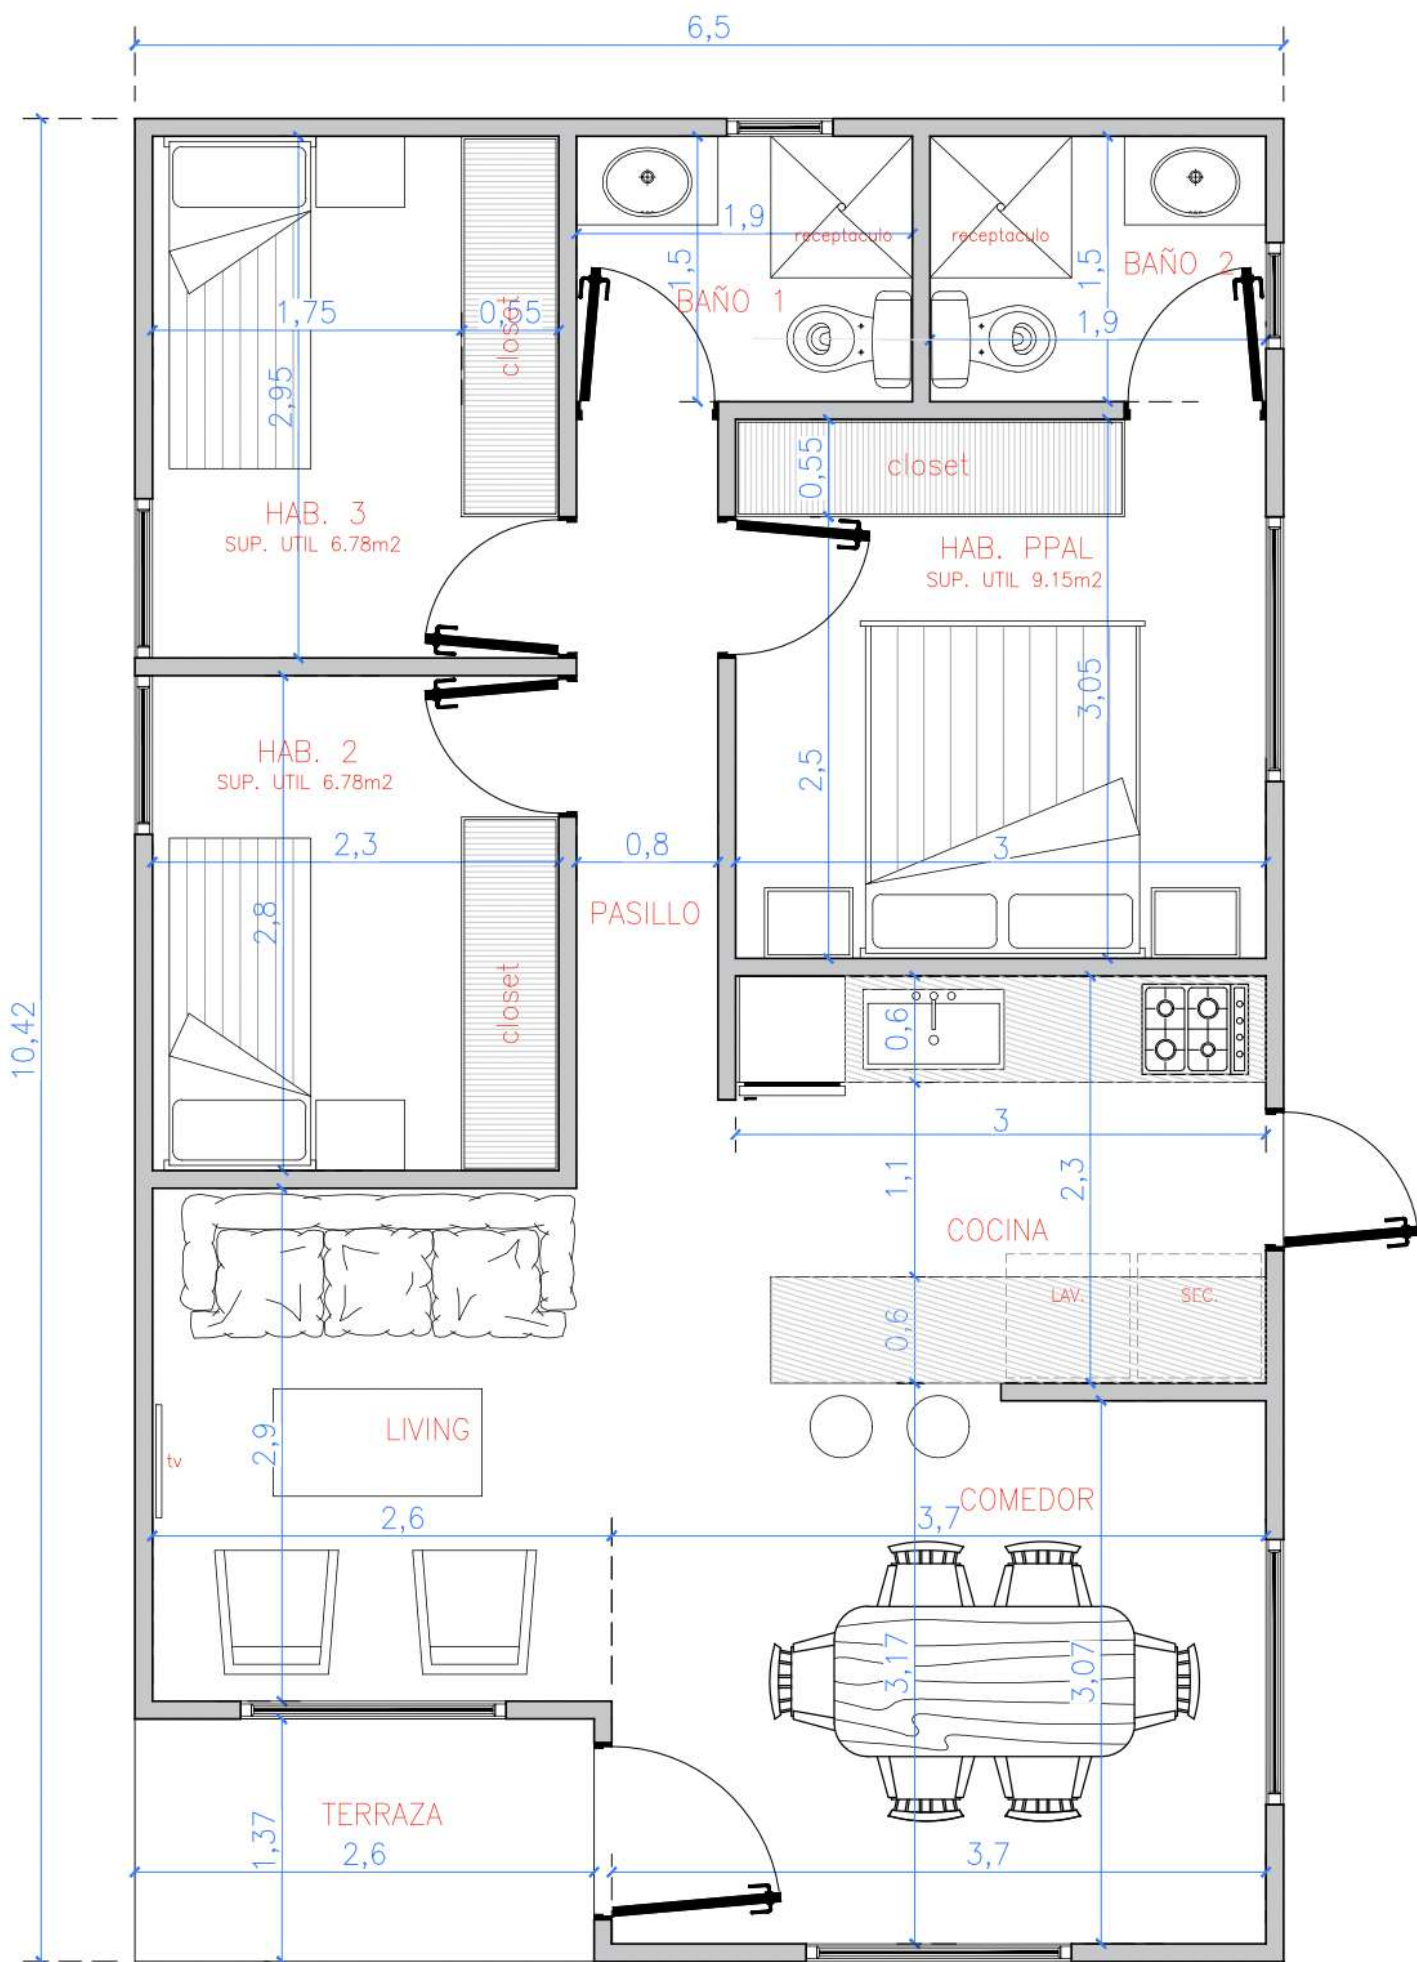 6,5
1,9
receptaculo
receptaculo
1,5
BAÑO 1
1,5
BAÑO 2
1,9
1,75
0,55
closet
2,95
0,55
closet
HAB. 3
SUP. UTIL 6.78m2
HAB. PPAL
SUP. UTIL 9.15m2
3,05
HAB. 2
SUP. UTIL 6.78m2
2,5
2,3
0,8
3
2,8
PASILLO
closet
10,42
0,6
3
1,1
2,3
COCINA
LAV.
SEC.
0,6
LIVING
2,9
tv
COMEDOR
2,6
3,7
3,17
3,07
TERRAZA
1,37
2,6
3,7